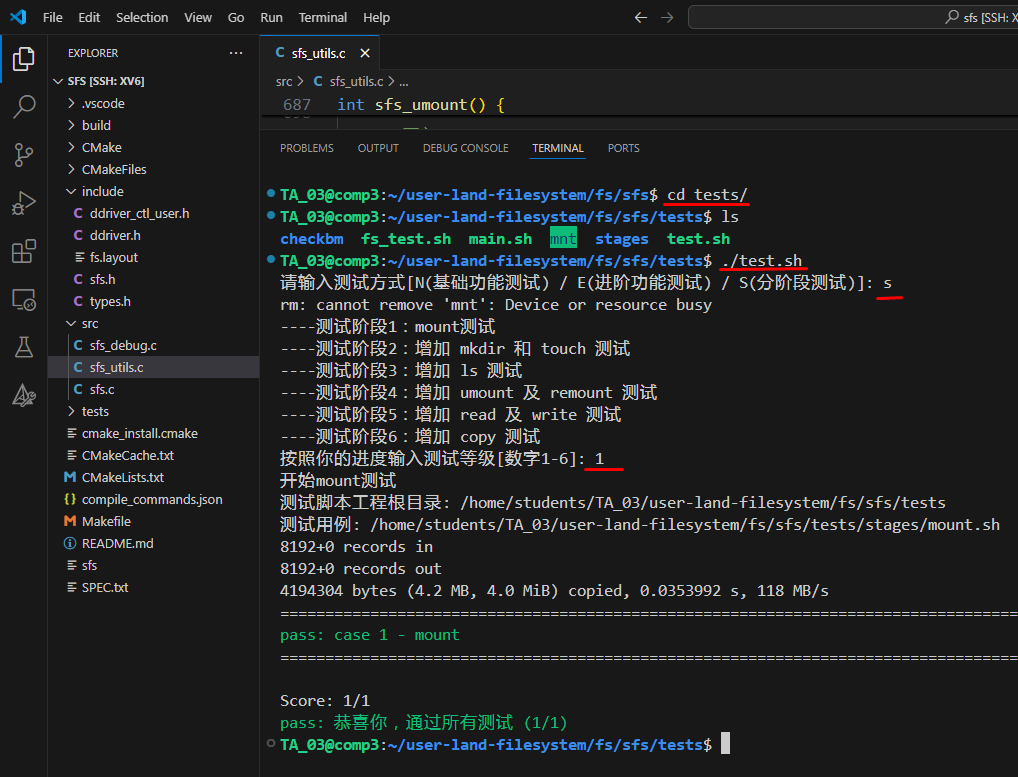 File Edit Selection View Go Run Terminal Help
sfs [SSH: X
EXPLORER
SFS [SSH: XV6]
.vscode
build
CMake
CMakeFiles
include
C ddriver_ctl_user.h
C ddriver.h
fs.layout
C sfs.h
C types.h
src
C sfs_debug.c
C sfs_utils.c
C sfs.c
tests
cmake_install.cmake
CMakeCache.txt
M CMakeLists.txt
{} compile_commands.json
M Makefile
README.md
sfs
SPEC.txt
C sfs_utils.c
src > C sfs_utils.c > ...
687 int sfs_umount() {
PROBLEMS OUTPUT DEBUG CONSOLE TERMINAL PORTS
TA_03@comp3:~/user-land-filesystem/fs/sfs$ cd tests/
TA_03@comp3:~/user-land-filesystem/fs/sfs/tests$ ls
checkbm fs_test.sh main.sh mnt stages test.sh
TA_03@comp3:~/user-land-filesystem/fs/sfs/tests$ ./test.sh
请输入测试方式[N(基础功能测试) / E(进阶功能测试) / S(分阶段测试)]: s
rm: cannot remove 'mnt': Device or resource busy
----测试阶段1：mount测试
----测试阶段2：增加 mkdir 和 touch 测试
----测试阶段3：增加 ls 测试
----测试阶段4：增加 umount 及 remount 测试
----测试阶段5：增加 read 及 write 测试
----测试阶段6：增加 copy 测试
按照你的进度输入测试等级[数字1-6]: 1
开始mount测试
测试脚本工程根目录: /home/students/TA_03/user-land-filesystem/fs/sfs/tests
测试用例: /home/students/TA_03/user-land-filesystem/fs/sfs/tests/stages/mount.sh
8192+0 records in
8192+0 records out
4194304 bytes (4.2 MB, 4.0 MiB) copied, 0.0353992 s, 118 MB/s
==================================================================================
pass: case 1 - mount
==================================================================================
Score: 1/1
pass: 恭喜你，通过所有测试 (1/1)
TA_03@comp3:~/user-land-filesystem/fs/sfs/tests$